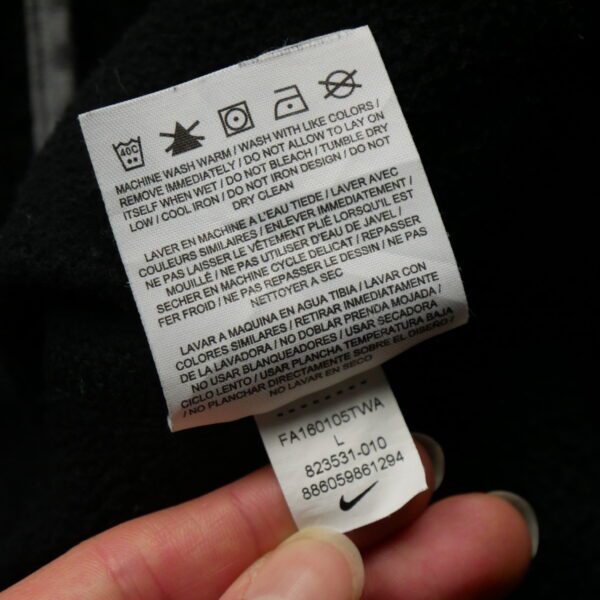 40C
MACHINE WASH WARM / WASH WITH LIKE COLORS /
REMOVE IMMEDIATELY / DO NOT ALLOW TO LAY ON
ITSELF WHEN WET / DO NOT BLEACH / TUMBLE DRY
LOW / COOL IRON / DO NOT IRON DESIGN / DO NOT
DRY CLEAN
LAVER EN MACHINE A L'EAU TIEDE / LAVER AVEC
COULEURS SIMILAIRES / ENLEVER IMMEDIATEMENT /
NE PAS LAISSER LE VÊTEMENT PLIÉ LORSQU'IL EST
MOUILLÉ / NE PAS UTILISER D'EAU DE JAVEL /
SECHER EN MACHINE CYCLE DELICAT / REPASSER
FER FROID / NE PAS REPASSER LE DESSIN / NE PAS
NETTOYER A SEC
LAVAR A MAQUINA EN AGUA TIBIA / LAVAR CON
COLORES SIMILARES / RETIRAR INMEDIATAMENTE
DE LA LAVADORA / NO DOBLAR PRENDA MOJADA /
NO USAR BLANQUEADORES / USAR SECADORA
CICLO LENTO / USAR PLANCHA TEMPERATURA BAJA
/ NO PLANCHAR DIRECTAMENTE SOBRE EL DISEÑO /
NO LAVAR EN SECO
FA160105TWA
L
823531-010
886059861294